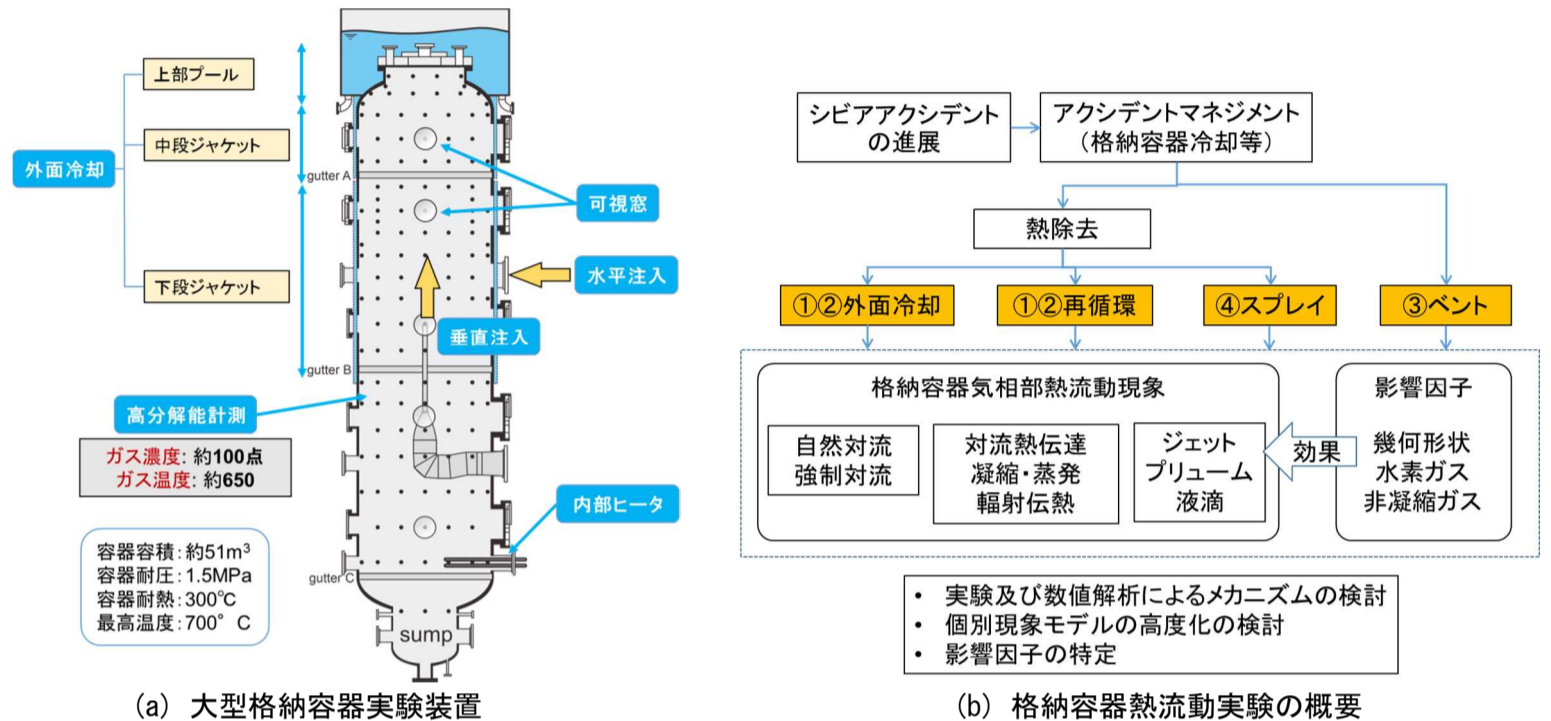 上部プール
中段ジャケット
外面冷却
下段ジャケット
gutter A
可視窓
水平注入
垂直注入
gutter B
高分解能計測
ガス濃度: 約100点
ガス温度: 約650
内部ヒータ
容器容積：約51m³
容器耐圧：1.5MPa
容器耐熱：300℃
最高温度：700° C
gutter C
sump
(a) 大型格納容器実験装置
シビアアクシデント
の進展
アクシデントマネジメント
（格納容器冷却等）
熱除去
①②外面冷却
①②再循環
④スプレイ
③ベント
格納容器気相部熱流動現象
自然対流
強制対流
対流熱伝達
凝縮・蒸発
輻射伝熱
ジェット
プリューム
液滴
効果
影響因子
幾何形状
水素ガス
非凝縮ガス
• 実験及び数値解析によるメカニズムの検討
• 個別現象モデルの高度化の検討
• 影響因子の特定
(b) 格納容器熱流動実験の概要